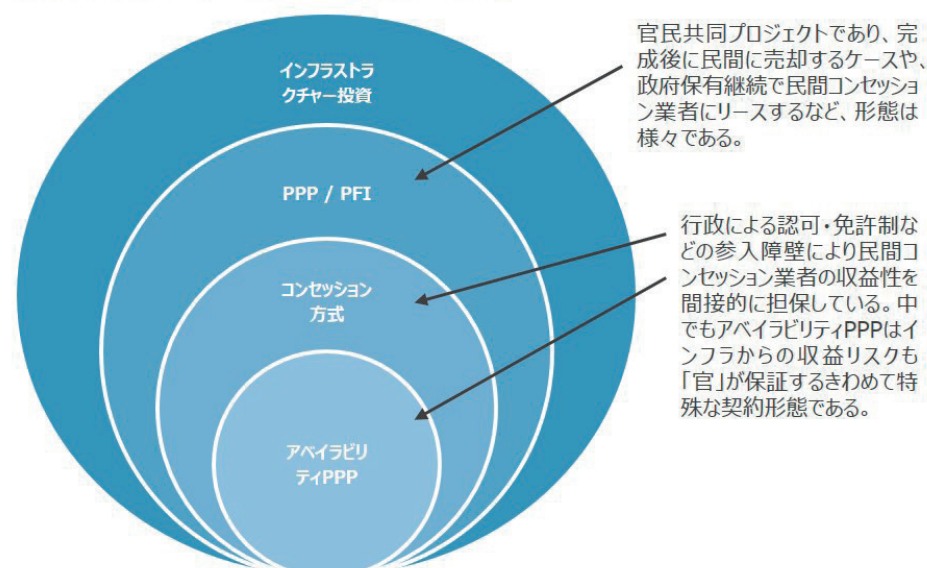 インフラストラ
クチャー投資
官民共同プロジェクトであり、完
成後に民間に売却するケースや、
政府保有継続で民間コンセッショ
ン業者にリースするなど、形態は
様々である。
PPP / PFI
行政による認可・免許制な
どの参入障壁により民間コ
ンセッション業者の収益性を
間接的に担保している。中
でもアベイラビリティPPPはイ
ンフラからの収益リスクも
「官」が保証するきわめて特
殊な契約形態である。
コンセッション
方式
アベイラビリ
ティPPP